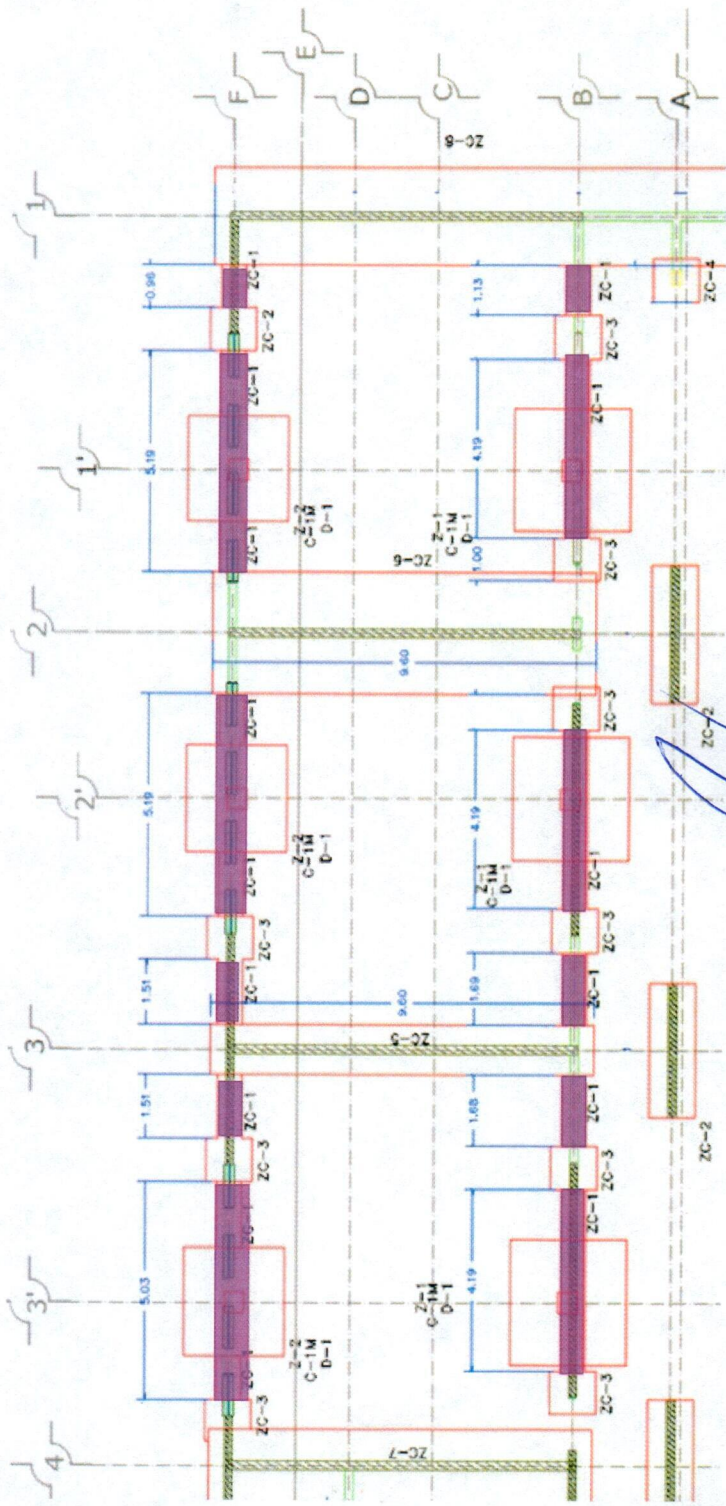 F
E
D
C
B
A
1
1'
2
2'
3
3'
4
ZC-8
0.96
ZC-1
ZC-2
5.19
ZC-1
ZC-1
Z-2
C-1M
D-1
1.13
ZC-1
ZC-3
4.19
ZC-1
Z-1
C-1M
D-1
ZC-3
1.00
ZC-4
ZC-6
9.60
ZC-2
5.19
ZC-1
ZC-1
Z-2
C-1M
D-1
ZC-3
1.51
ZC-1
ZC-3
4.19
ZC-1
Z-1
C-1M
D-1
ZC-3
1.69
ZC-1
9.60
ZC-5
ZC-2
1.51
ZC-1
ZC-3
5.03
Z-2
C-1M
D-1
ZC-3
1.68
ZC-1
ZC-3
4.19
ZC-1
Z-1
C-1M
D-1
ZC-3
ZC-7